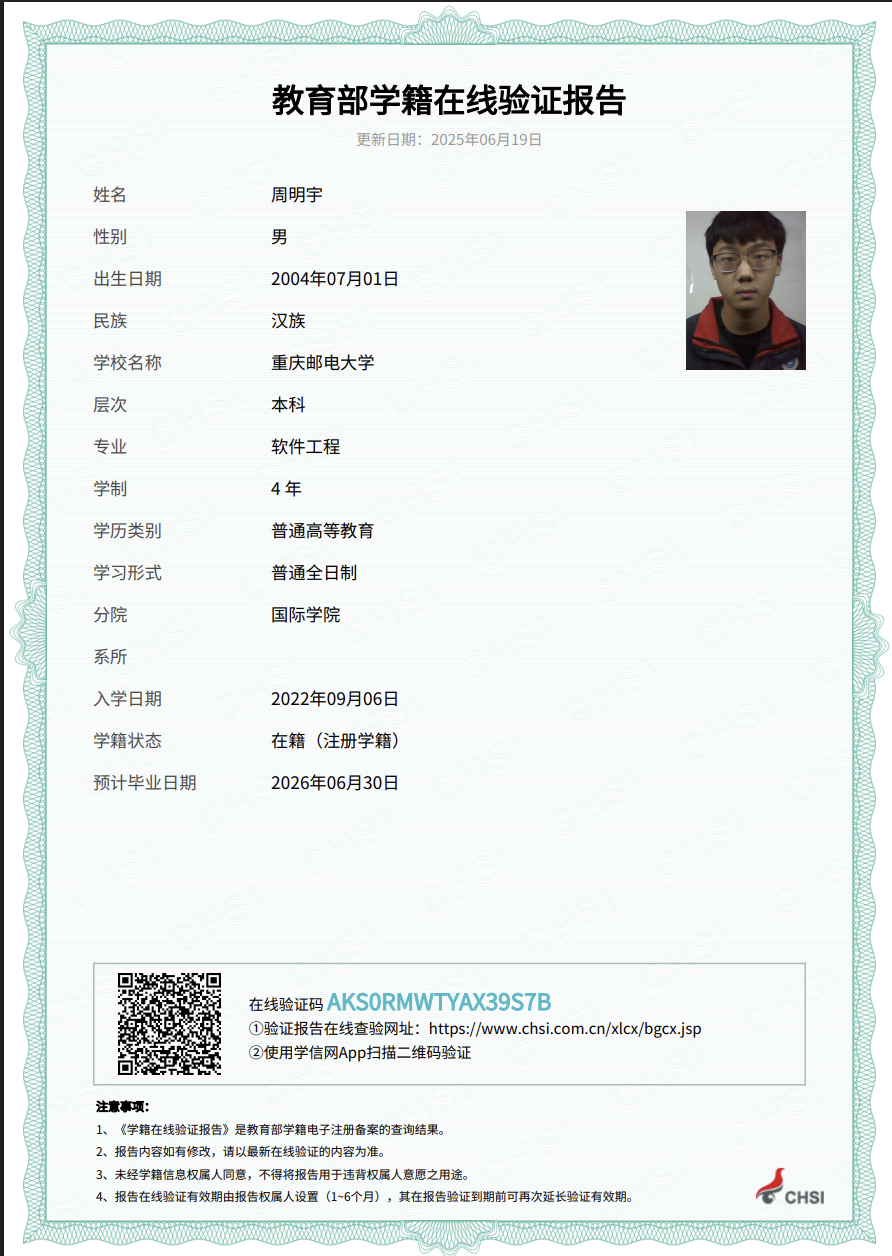 教育部学籍在线验证报告
更新日期：2025年06月19日
姓名 周明宇
性别 男
出生日期 2004年07月01日
民族 汉族
学校名称 重庆邮电大学
层次 本科
专业 软件工程
学制 4 年
学历类别 普通高等教育
学习形式 普通全日制
分院 国际学院
系所
入学日期 2022年09月06日
学籍状态 在籍（注册学籍）
预计毕业日期 2026年06月30日
在线验证码 AKS0RMWTYAX39S7B
①验证报告在线查验网址：https://www.chsi.com.cn/xlcx/bgcx.jsp
②使用学信网App扫描二维码验证
注意事项：
1、《学籍在线验证报告》是教育部学籍电子注册备案的查询结果。
2、报告内容如有修改，请以最新在线验证的内容为准。
3、未经学籍信息权属人同意，不得将报告用于违背权属人意愿之用途。
4、报告在线验证有效期由报告权属人设置（1~6个月），其在报告验证到期前可再次延长验证有效期。
CHSI